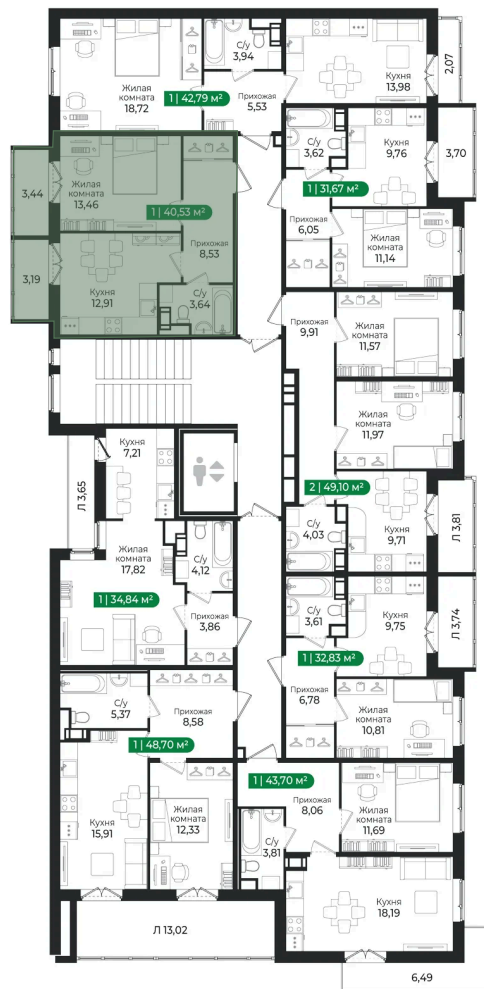 С/у
3,94
Кухня
13,98
2,07
Жилая
комната
18,72
1 | 42,79 м²
Прихожая
5,53
С/у
3,62
Кухня
9,76
3,70
3,44
Жилая
комната
13,46
1 | 40,53 м²
1 | 31,67 м²
Прихожая
6,05
Прихожая
8,53
Жилая
комната
11,14
3,19
Кухня
12,91
С/у
3,64
Прихожая
9,91
Жилая
комната
11,57
Жилая
комната
11,97
Кухня
7,21
Л 3,65
2 | 49,10 м²
С/у
4,03
Кухня
9,71
Л 3,81
Жилая
комната
17,82
С/у
4,12
1 | 34,84 м²
Прихожая
3,86
С/у
3,61
Кухня
9,75
Л 3,74
1 | 32,83 м²
Прихожая
6,78
Жилая
комната
10,81
С/у
5,37
Прихожая
8,58
1 | 48,70 м²
1 | 43,70 м²
Прихожая
8,06
Жилая
комната
11,69
Кухня
15,91
Жилая
комната
12,33
С/у
3,81
Кухня
18,19
Л 13,02
6,49